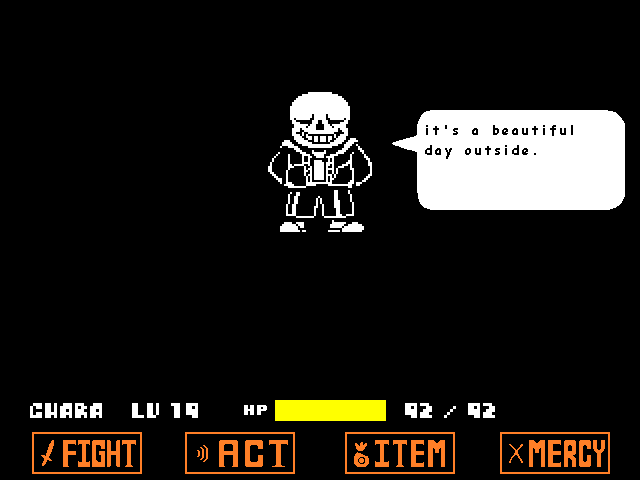 it's a beautiful
day outside.
CHARA LV 19 HP 92 / 92
FIGHT ACT ITEM MERCY